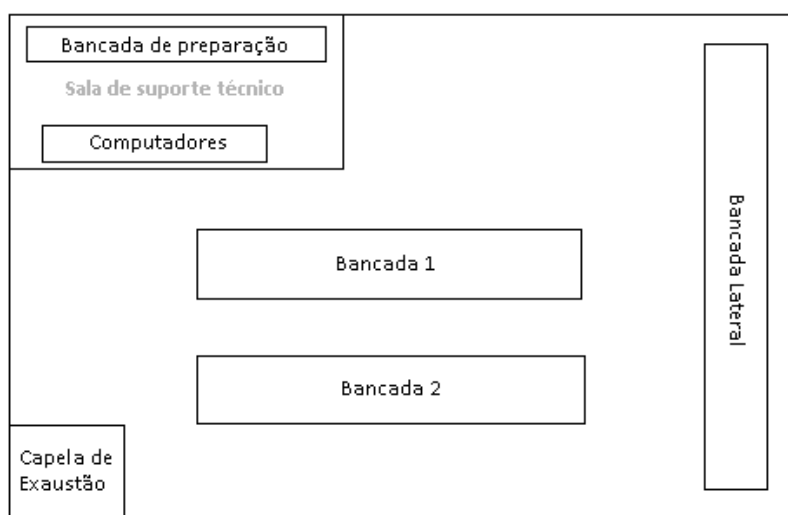 Bancada de preparação
Sala de suporte técnico
Computadores
Bancada 1
Bancada Lateral
Bancada 2
Capela de
Exaustão